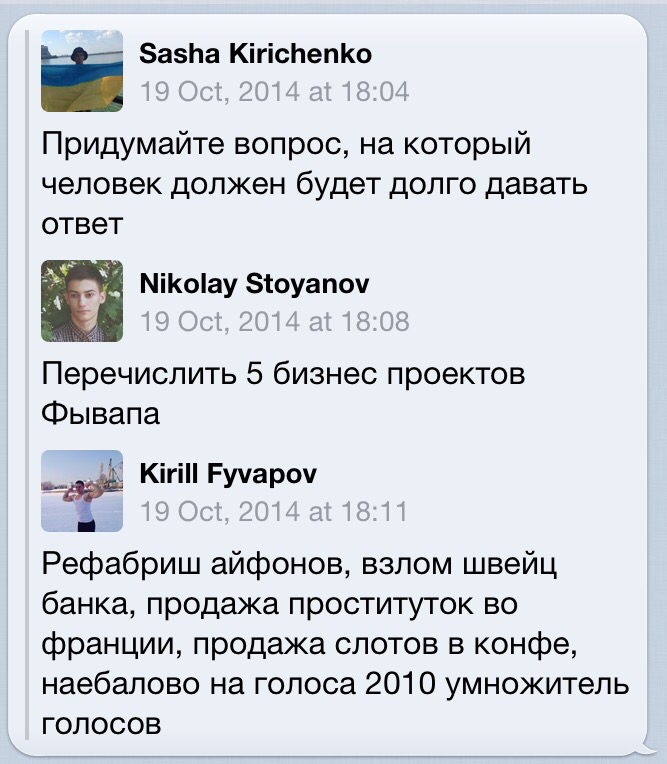 Sasha Kirichenko
19 Oct, 2014 at 18:04
Придумайте вопрос, на который
человек должен будет долго давать
ответ
Nikolay Stoyanov
19 Oct, 2014 at 18:08
Перечислить 5 бизнес проектов
Фывапа
Kirill Fyvapov
19 Oct, 2014 at 18:11
Рефабриш айфонов, взлом швейц
банка, продажа проституток во
франции, продажа слотов в конфе,
наебалово на голоса 2010 умножитель
голосов